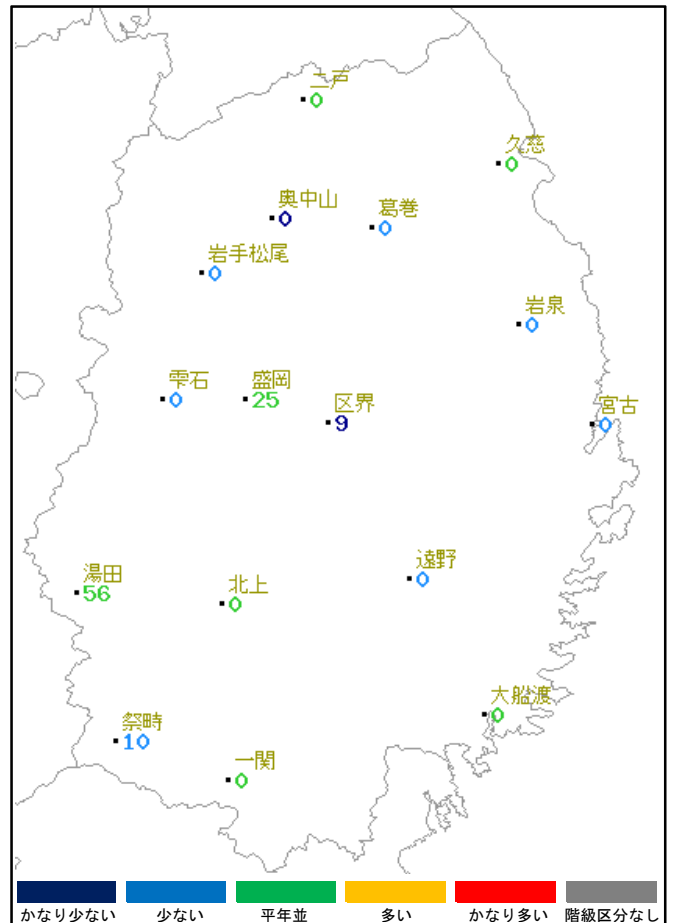 二戸
0
久慈
0
奥中山
0
葛巻
0
岩手松尾
0
岩泉
0
雫石
0
盛岡
25
区界
9
宮古
0
湯田
56
北上
0
遠野
0
大船渡
0
祭畤
10
一関
0
かなり少ない 少ない 平年並 多い かなり多い 階級区分なし